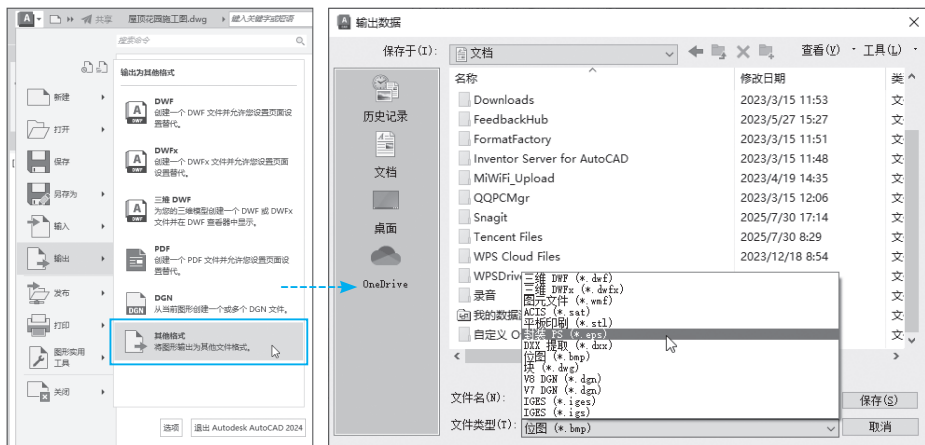 A
共享
屋顶花园施工图.dwg
键入关键字或短语
搜索命令
新建
打开
保存
另存为
输入
输出
发布
打印
图形实用
工具
关闭
输出为其他格式
DWF
创建一个 DWF 文件并允许您设置页面设
置替代。
DWFx
创建一个 DWFx 文件并允许您设置页面
设置替代。
三维 DWF
为您的三维模型创建一个 DWF 或 DWFx
文件并在 DWF 查看器中显示。
PDF
创建一个 PDF 文件并允许您设置页面设
置替代。
DGN
从当前图形创建一个或多个 DGN 文件。
其他格式
将图形输出为其他文件格式。
选项
退出 Autodesk AutoCAD 2024
输出数据
保存于(I):
文档
查看(V)
工具(L)
历史记录
文档
桌面
OneDrive
名称 修改日期 类
Downloads 2023/3/15 11:53 文
FeedbackHub 2023/5/27 15:27 文
FormatFactory 2023/3/15 11:51 文
Inventor Server for AutoCAD 2023/3/15 11:48 文
MiWiFi_Upload 2023/4/19 14:35 文
QQPCMgr 2023/3/15 12:06 文
Snagit 2025/7/30 17:14 文
Tencent Files 2025/7/30 8:29 文
WPS Cloud Files 2023/12/18 8:54 文
WPSDriv 文
录音 文
我的数据 文
自定义 O 文
三维 DWF (*.dwf)
三维 DWFx (*.dwfx)
图元文件 (*.wmf)
ACIS (*.sat)
平板印刷 (*.stl)
封装 PS (*.eps)
DXX 提取 (*.dxx)
位图 (*.bmp)
块 (*.dwg)
V8 DGN (*.dgn)
V7 DGN (*.dgn)
IGES (*.iges)
IGES (*.igs)
文件名(N):
保存(S)
文件类型(T): 位图 (*.bmp)
取消